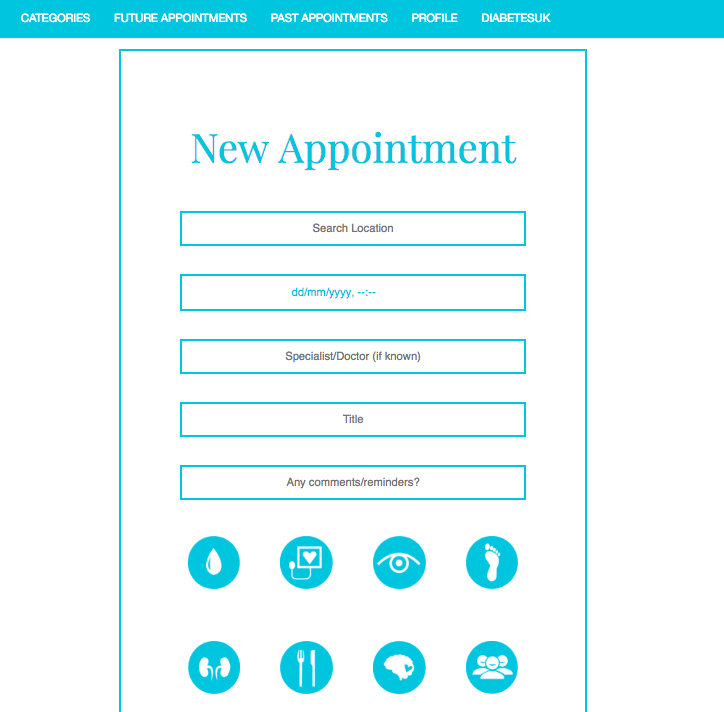 CATEGORIES FUTURE APPOINTMENTS PAST APPOINTMENTS PROFILE DIABETESUK
New Appointment
Search Location
dd/mm/yyyy, --:--
Specialist/Doctor (if known)
Title
Any comments/reminders?